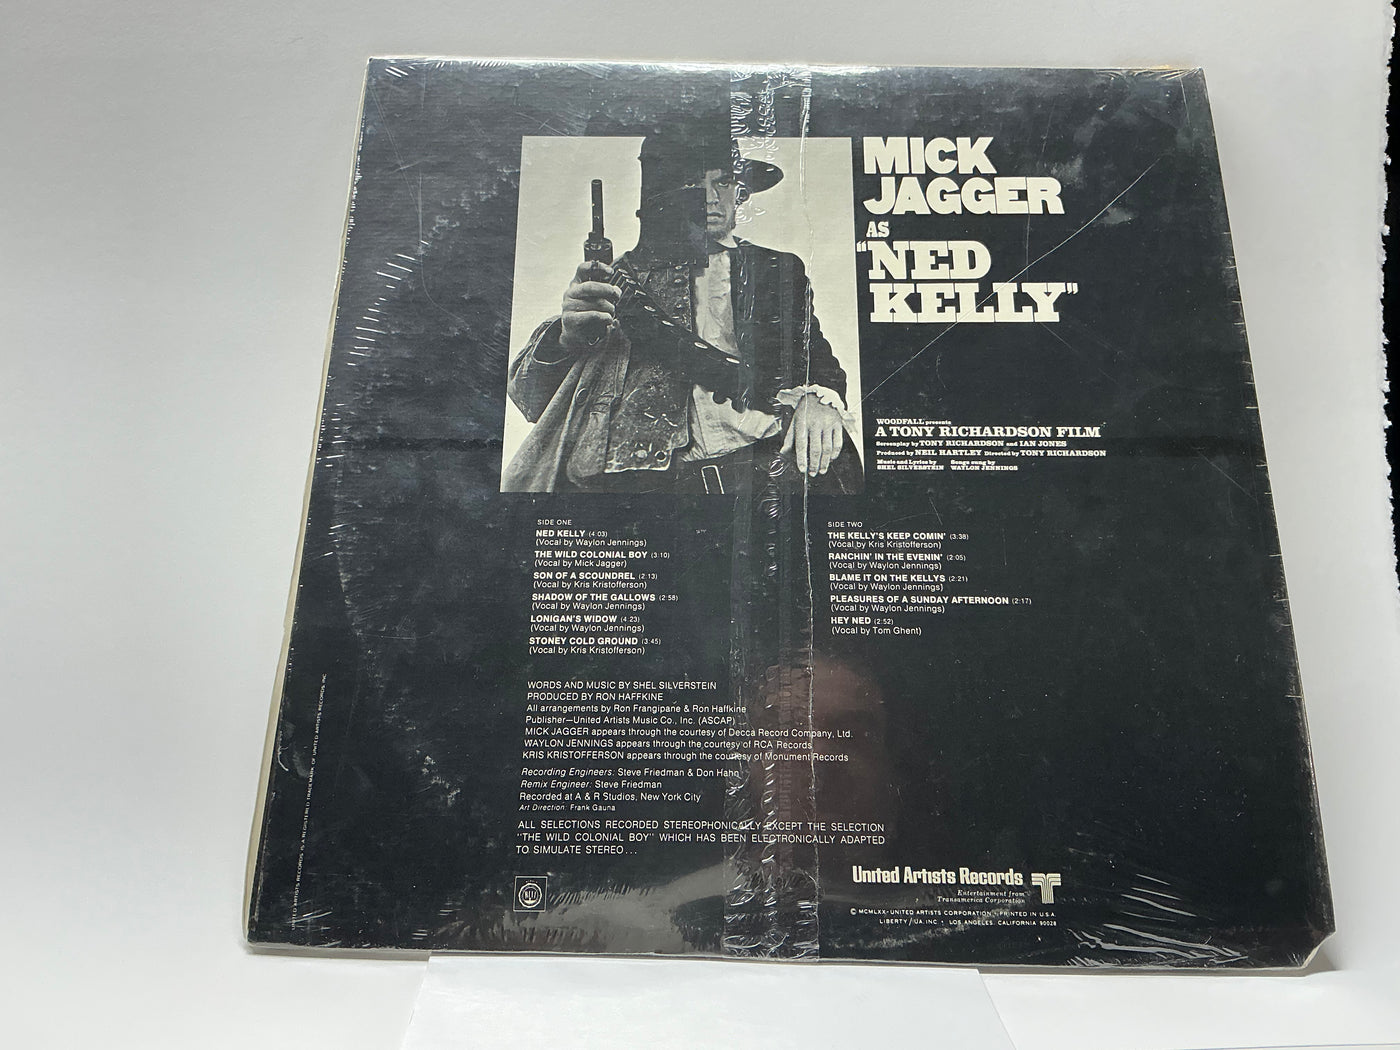 MICK
JAGGER
AS
"NED
KELLY"
WOODFALL presents
A TONY RICHARDSON FILM
Screenplay by TONY RICHARDSON and IAN JONES
Produced by NEIL HARTLEY Directed by TONY RICHARDSON
Music and Lyrics by SHEL SILVERSTEIN
Songs sung by WAYLON JENNINGS
SIDE ONE
NED KELLY (4:03)
(Vocal by Waylon Jennings)
THE WILD COLONIAL BOY (3:10)
(Vocal by Mick Jagger)
SON OF A SCOUNDREL (2:13)
(Vocal by Kris Kristofferson)
SHADOW OF THE GALLOWS (2:58)
(Vocal by Waylon Jennings)
LONIGAN'S WIDOW (4:23)
(Vocal by Waylon Jennings)
STONEY COLD GROUND (3:45)
(Vocal by Kris Kristofferson)
SIDE TWO
THE KELLY'S KEEP COMIN' (3:38)
(Vocal by Kris Kristofferson)
RANCHIN' IN THE EVENIN' (2:05)
(Vocal by Waylon Jennings)
BLAME IT ON THE KELLYS (2:21)
(Vocal by Waylon Jennings)
PLEASURES OF A SUNDAY AFTERNOON (2:17)
(Vocal by Waylon Jennings)
HEY NED (2:52)
(Vocal by Tom Ghent)
WORDS AND MUSIC BY SHEL SILVERSTEIN
PRODUCED BY RON HAFFKINE
All arrangements by Ron Frangipane & Ron Haffkine
Publisher—United Artists Music Co., Inc. (ASCAP)
MICK JAGGER appears through the courtesy of Decca Record Company, Ltd.
WAYLON JENNINGS appears through the courtesy of RCA Records
KRIS KRISTOFFERSON appears through the courtesy of Monument Records
Recording Engineers: Steve Friedman & Don Hahn
Remix Engineer: Steve Friedman
Recorded at A & R Studios, New York City
Art Direction: Frank Gauna
ALL SELECTIONS RECORDED STEREOPHONICALLY EXCEPT THE SELECTION
"THE WILD COLONIAL BOY" WHICH HAS BEEN ELECTRONICALLY ADAPTED
TO SIMULATE STEREO...
United Artists Records
Entertainment from
Transamerica Corporation
© MCMLXX - UNITED ARTISTS CORPORATION - PRINTED IN U.S.A.
LIBERTY/UA, INC. • LOS ANGELES, CALIFORNIA 90028
UNITED ARTISTS RECORDS IS A REGISTERED TRADEMARK OF UNITED ARTISTS RECORDS, INC